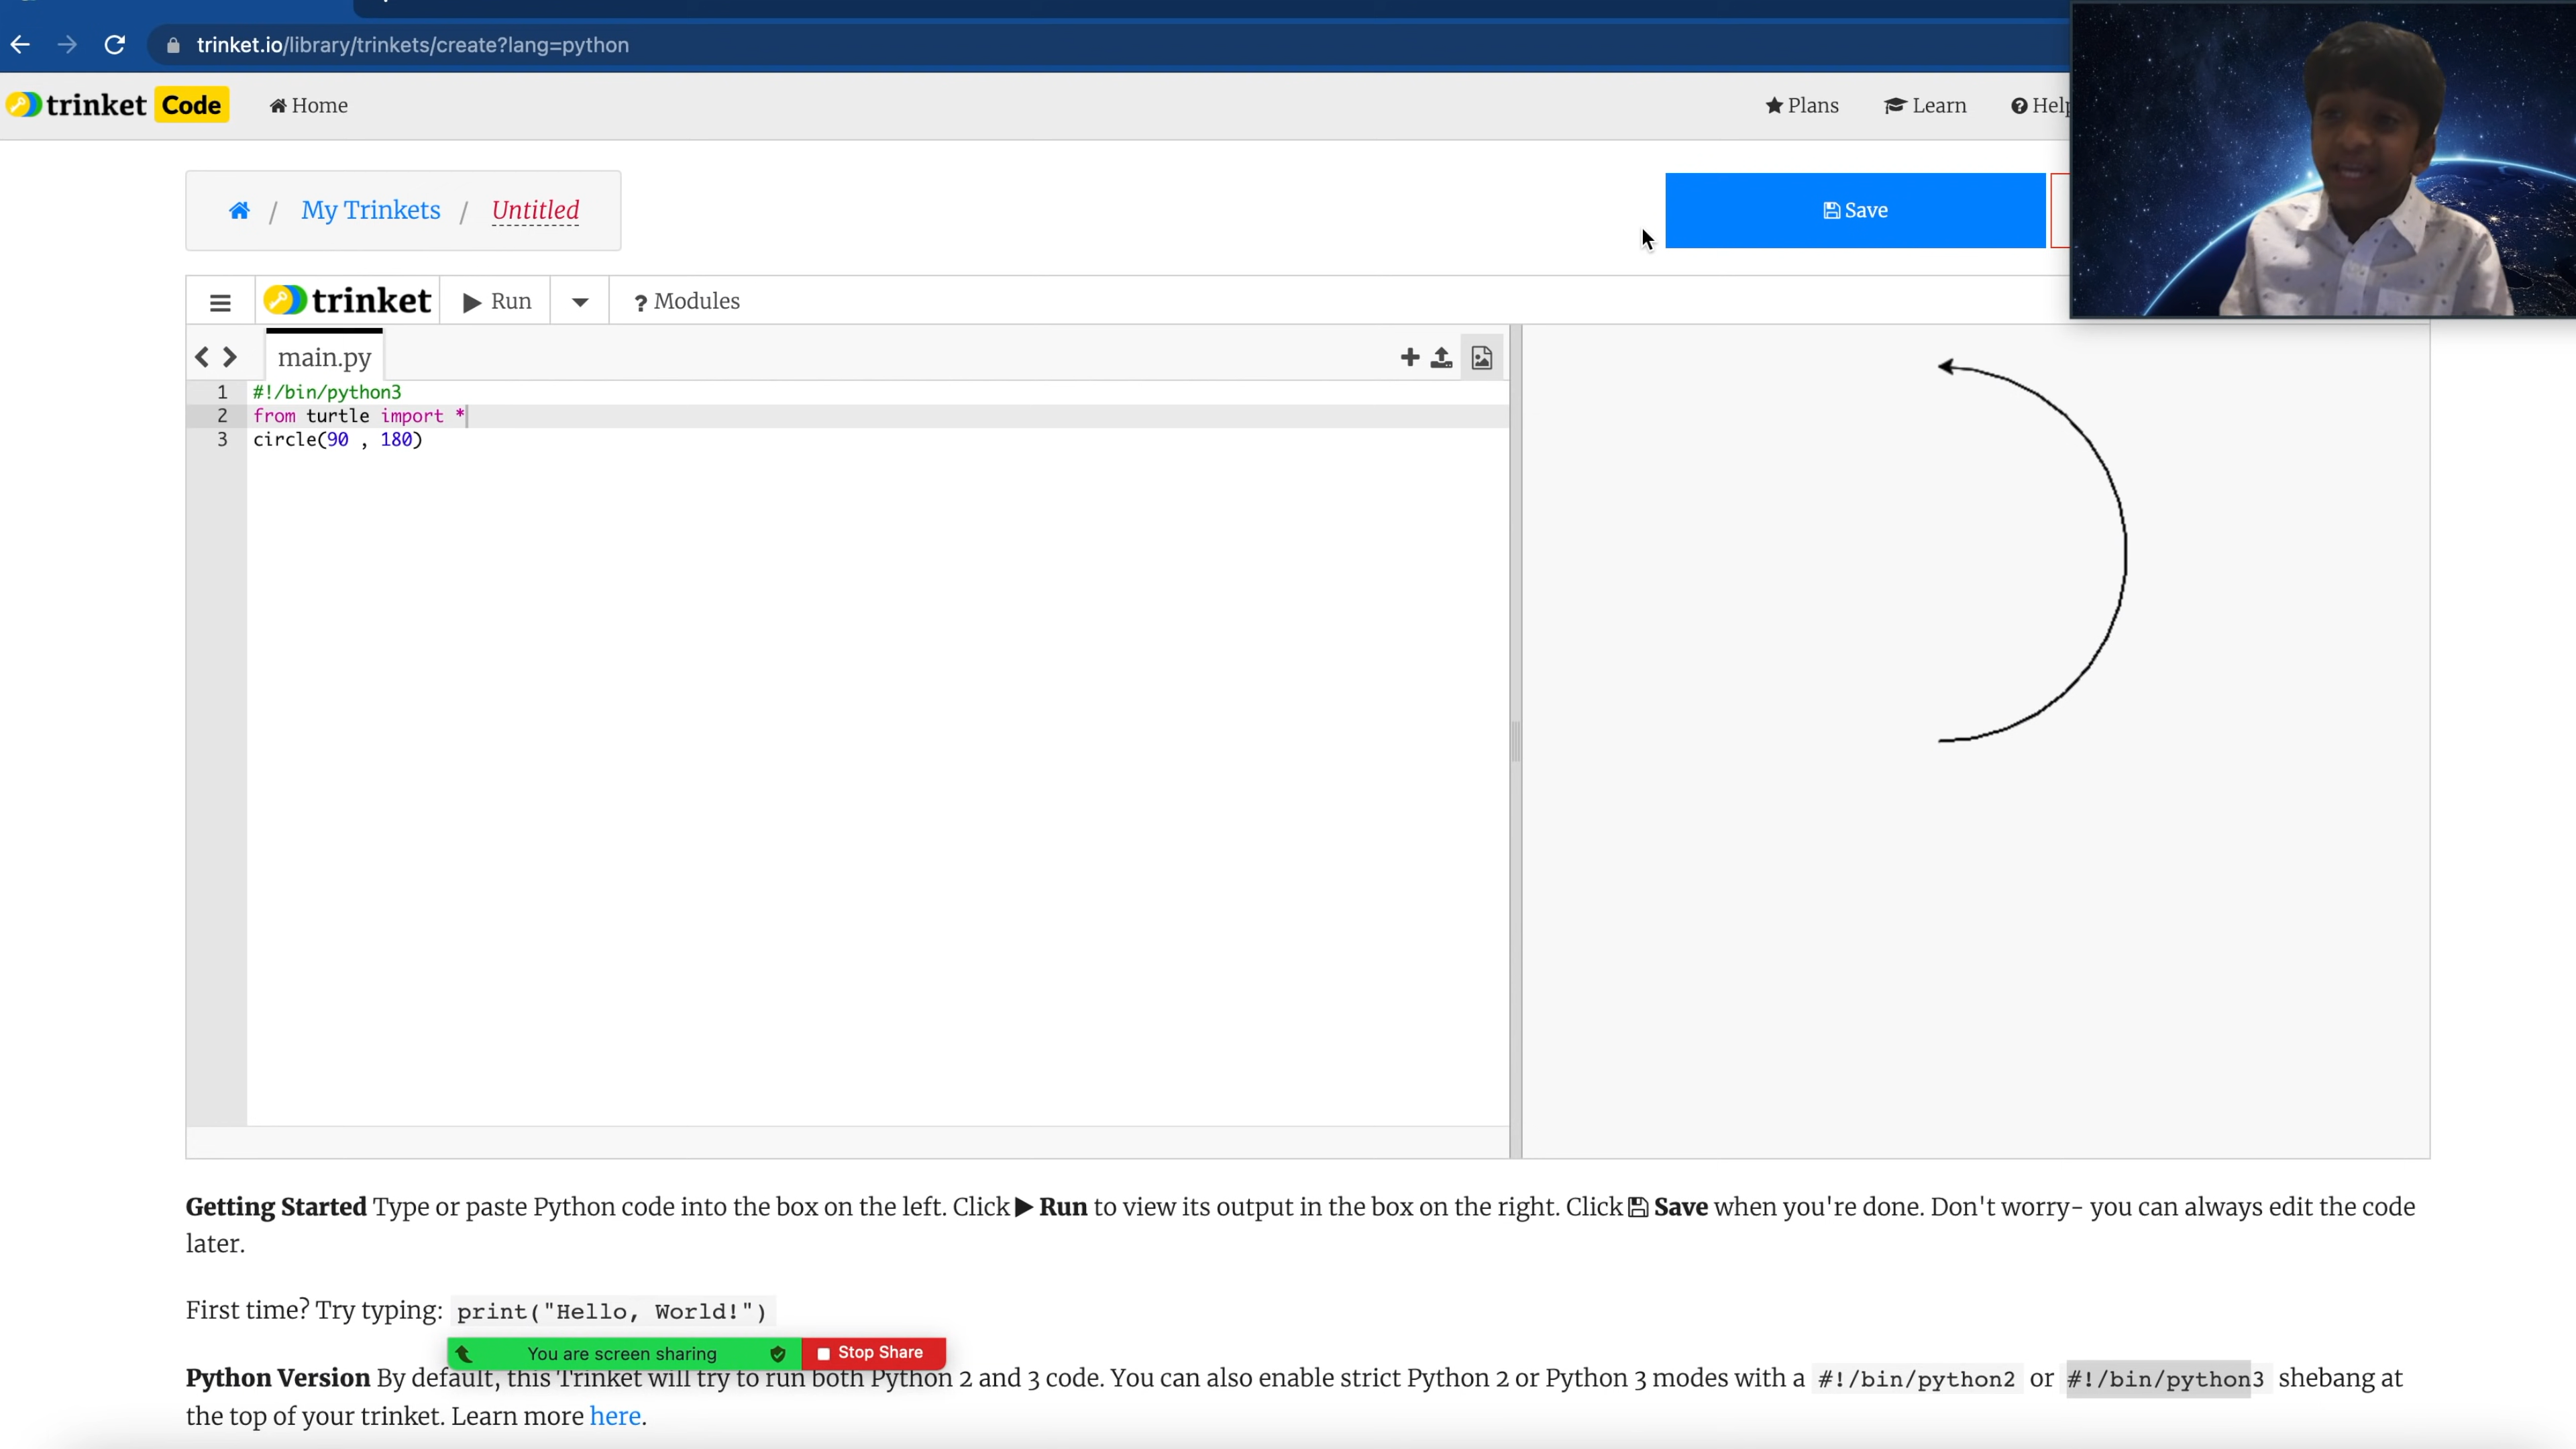 trinket.io/library/trinkets/create?lang=python
trinket Code Home Plans Learn Help
/ My Trinkets / Untitled Save
trinket Run ? Modules
main.py
1 #!/bin/python3
2 from turtle import *
3 circle(90 , 180)
Getting Started Type or paste Python code into the box on the left. Click Run to view its output in the box on the right. Click Save when you're done. Don't worry- you can always edit the code
later.
First time? Try typing: print("Hello, World!")
You are screen sharing Stop Share
Python Version By default, this Trinket will try to run both Python 2 and 3 code. You can also enable strict Python 2 or Python 3 modes with a #!/bin/python2 or #!/bin/python3 shebang at
the top of your trinket. Learn more here.